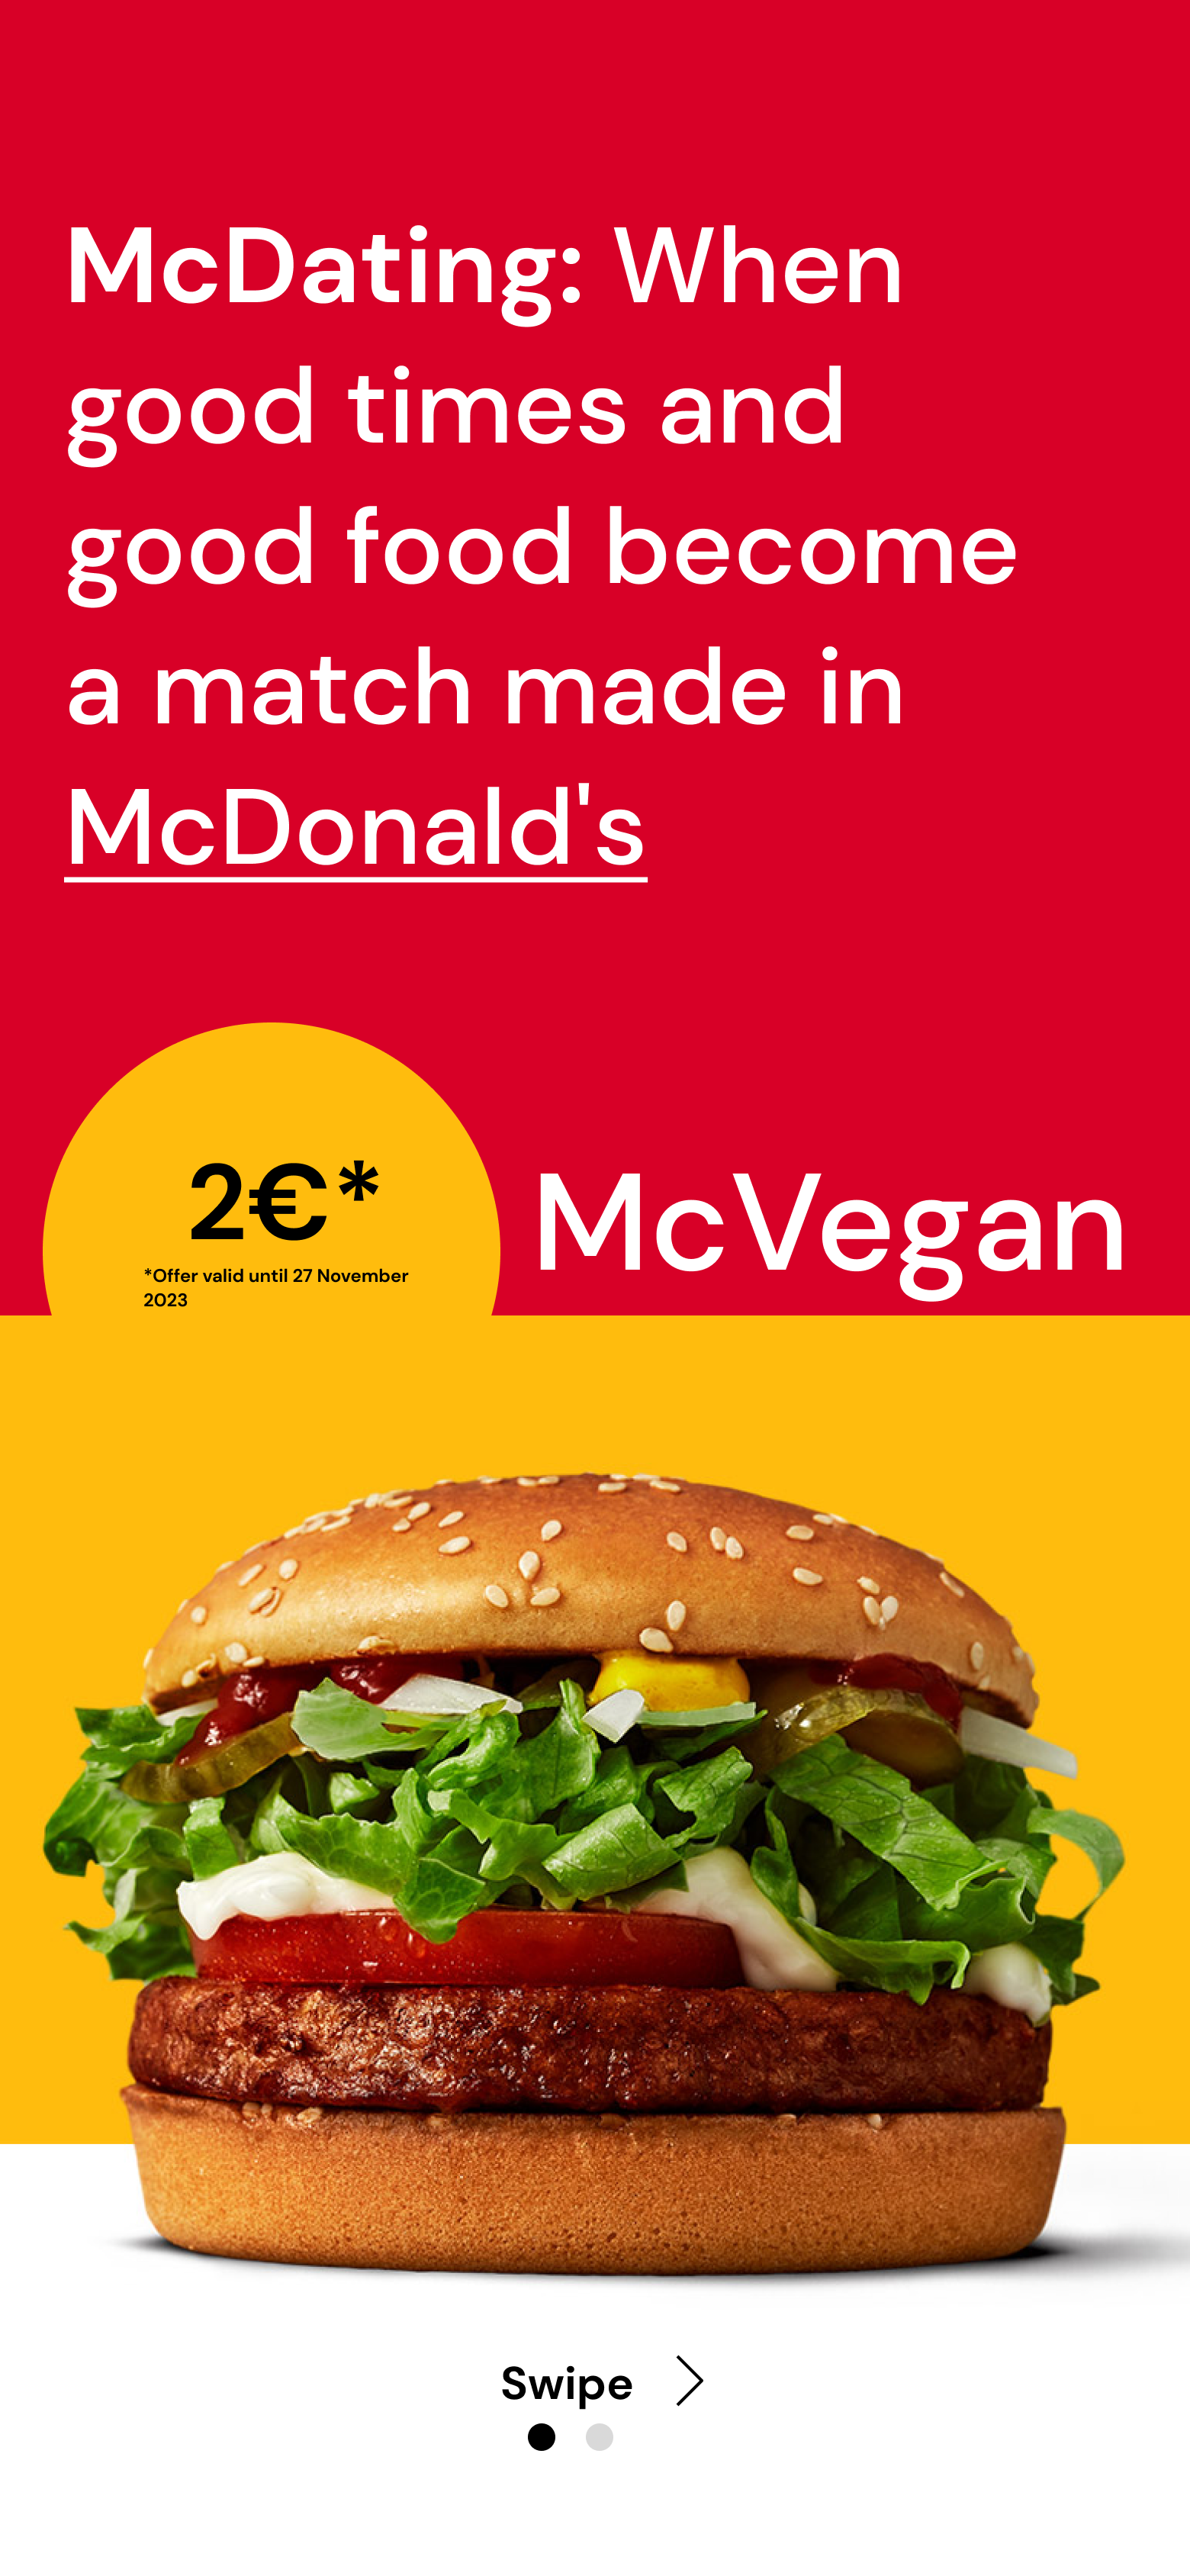 McDating: When
good times and
good food become
a match made in
McDonald's
2€*
*Offer valid until 27 November
2023
McVegan
Swipe